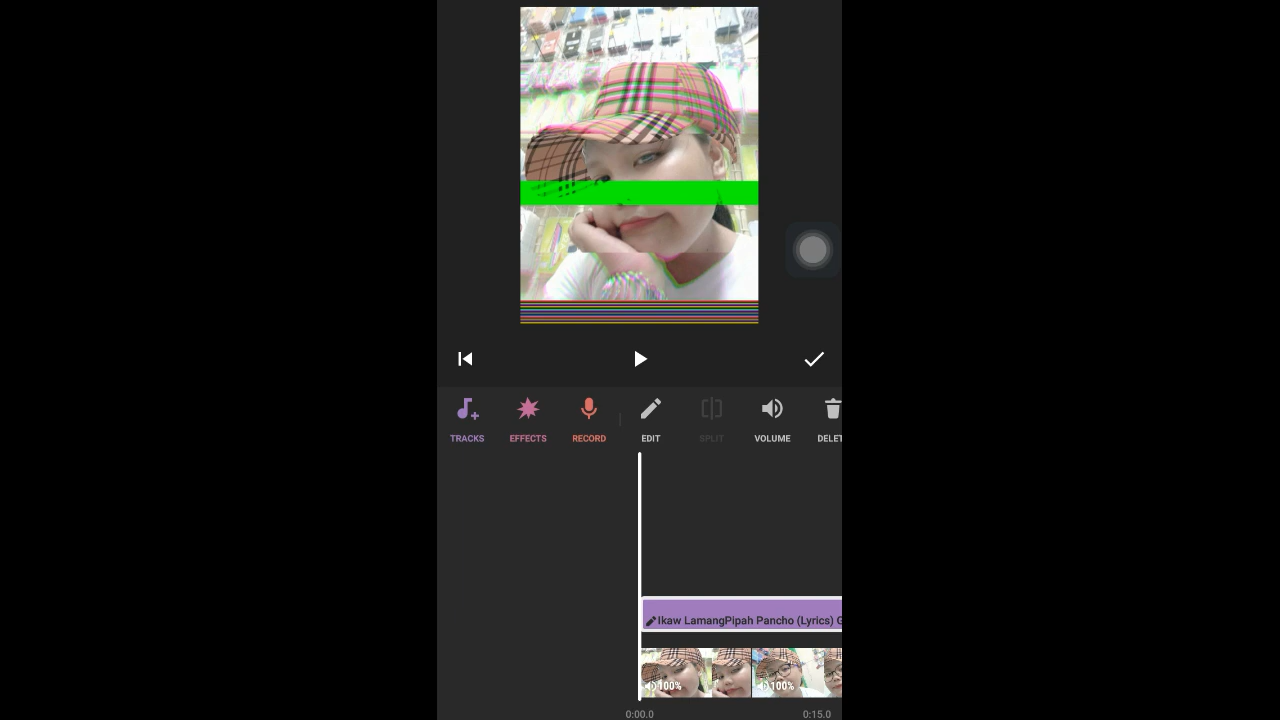 TRACKS EFFECTS RECORD EDIT SPLIT VOLUME DELET
Ikaw LamangPipah Pancho (Lyrics) G
100% 100%
0:00.0 0:15.0